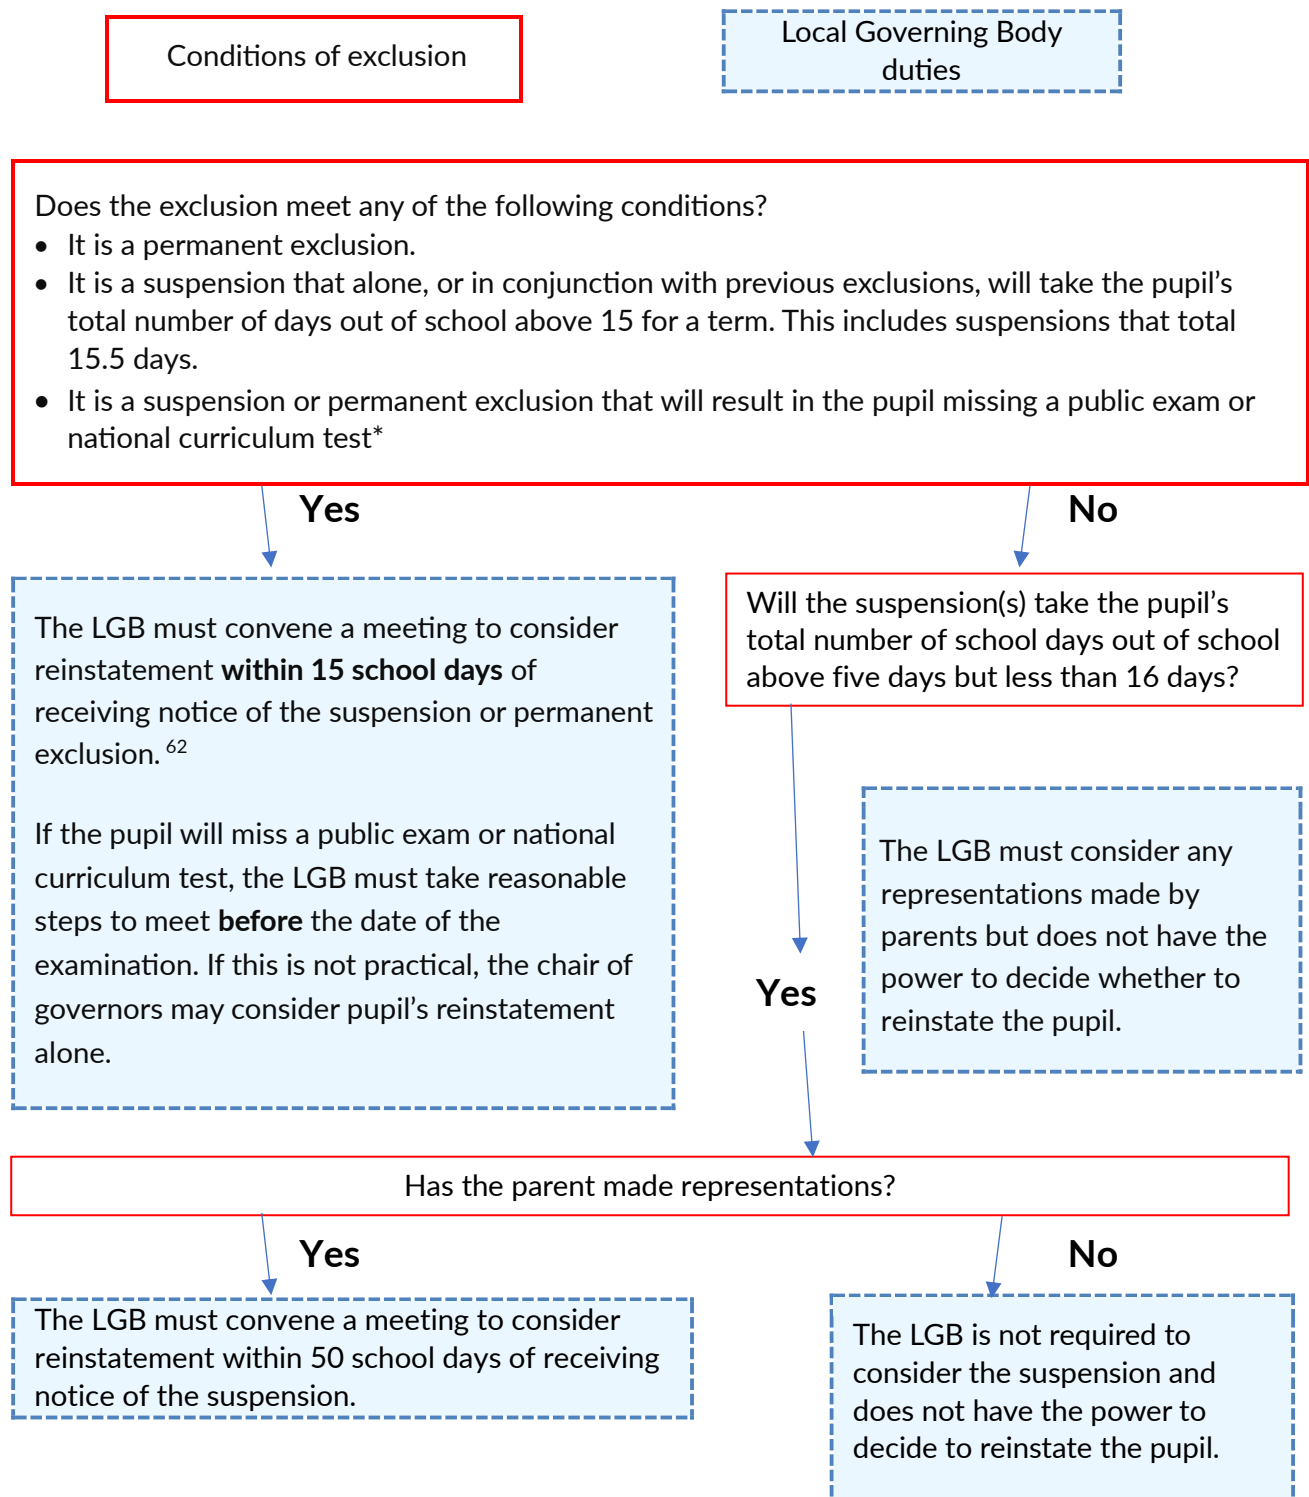 Conditions of exclusion
Local Governing Body
duties
Does the exclusion meet any of the following conditions?
• It is a permanent exclusion.
• It is a suspension that alone, or in conjunction with previous exclusions, will take the pupil’s
total number of days out of school above 15 for a term. This includes suspensions that total
15.5 days.
• It is a suspension or permanent exclusion that will result in the pupil missing a public exam or
national curriculum test*
Yes
No
The LGB must convene a meeting to consider
reinstatement within 15 school days of
receiving notice of the suspension or permanent
exclusion. 62
If the pupil will miss a public exam or national
curriculum test, the LGB must take reasonable
steps to meet before the date of the
examination. If this is not practical, the chair of
governors may consider pupil’s reinstatement
alone.
Will the suspension(s) take the pupil’s
total number of school days out of school
above five days but less than 16 days?
The LGB must consider any
representations made by
parents but does not have the
power to decide whether to
reinstate the pupil.
Yes
Has the parent made representations?
Yes
No
The LGB must convene a meeting to consider
reinstatement within 50 school days of receiving
notice of the suspension.
The LGB is not required to
consider the suspension and
does not have the power to
decide to reinstate the pupil.